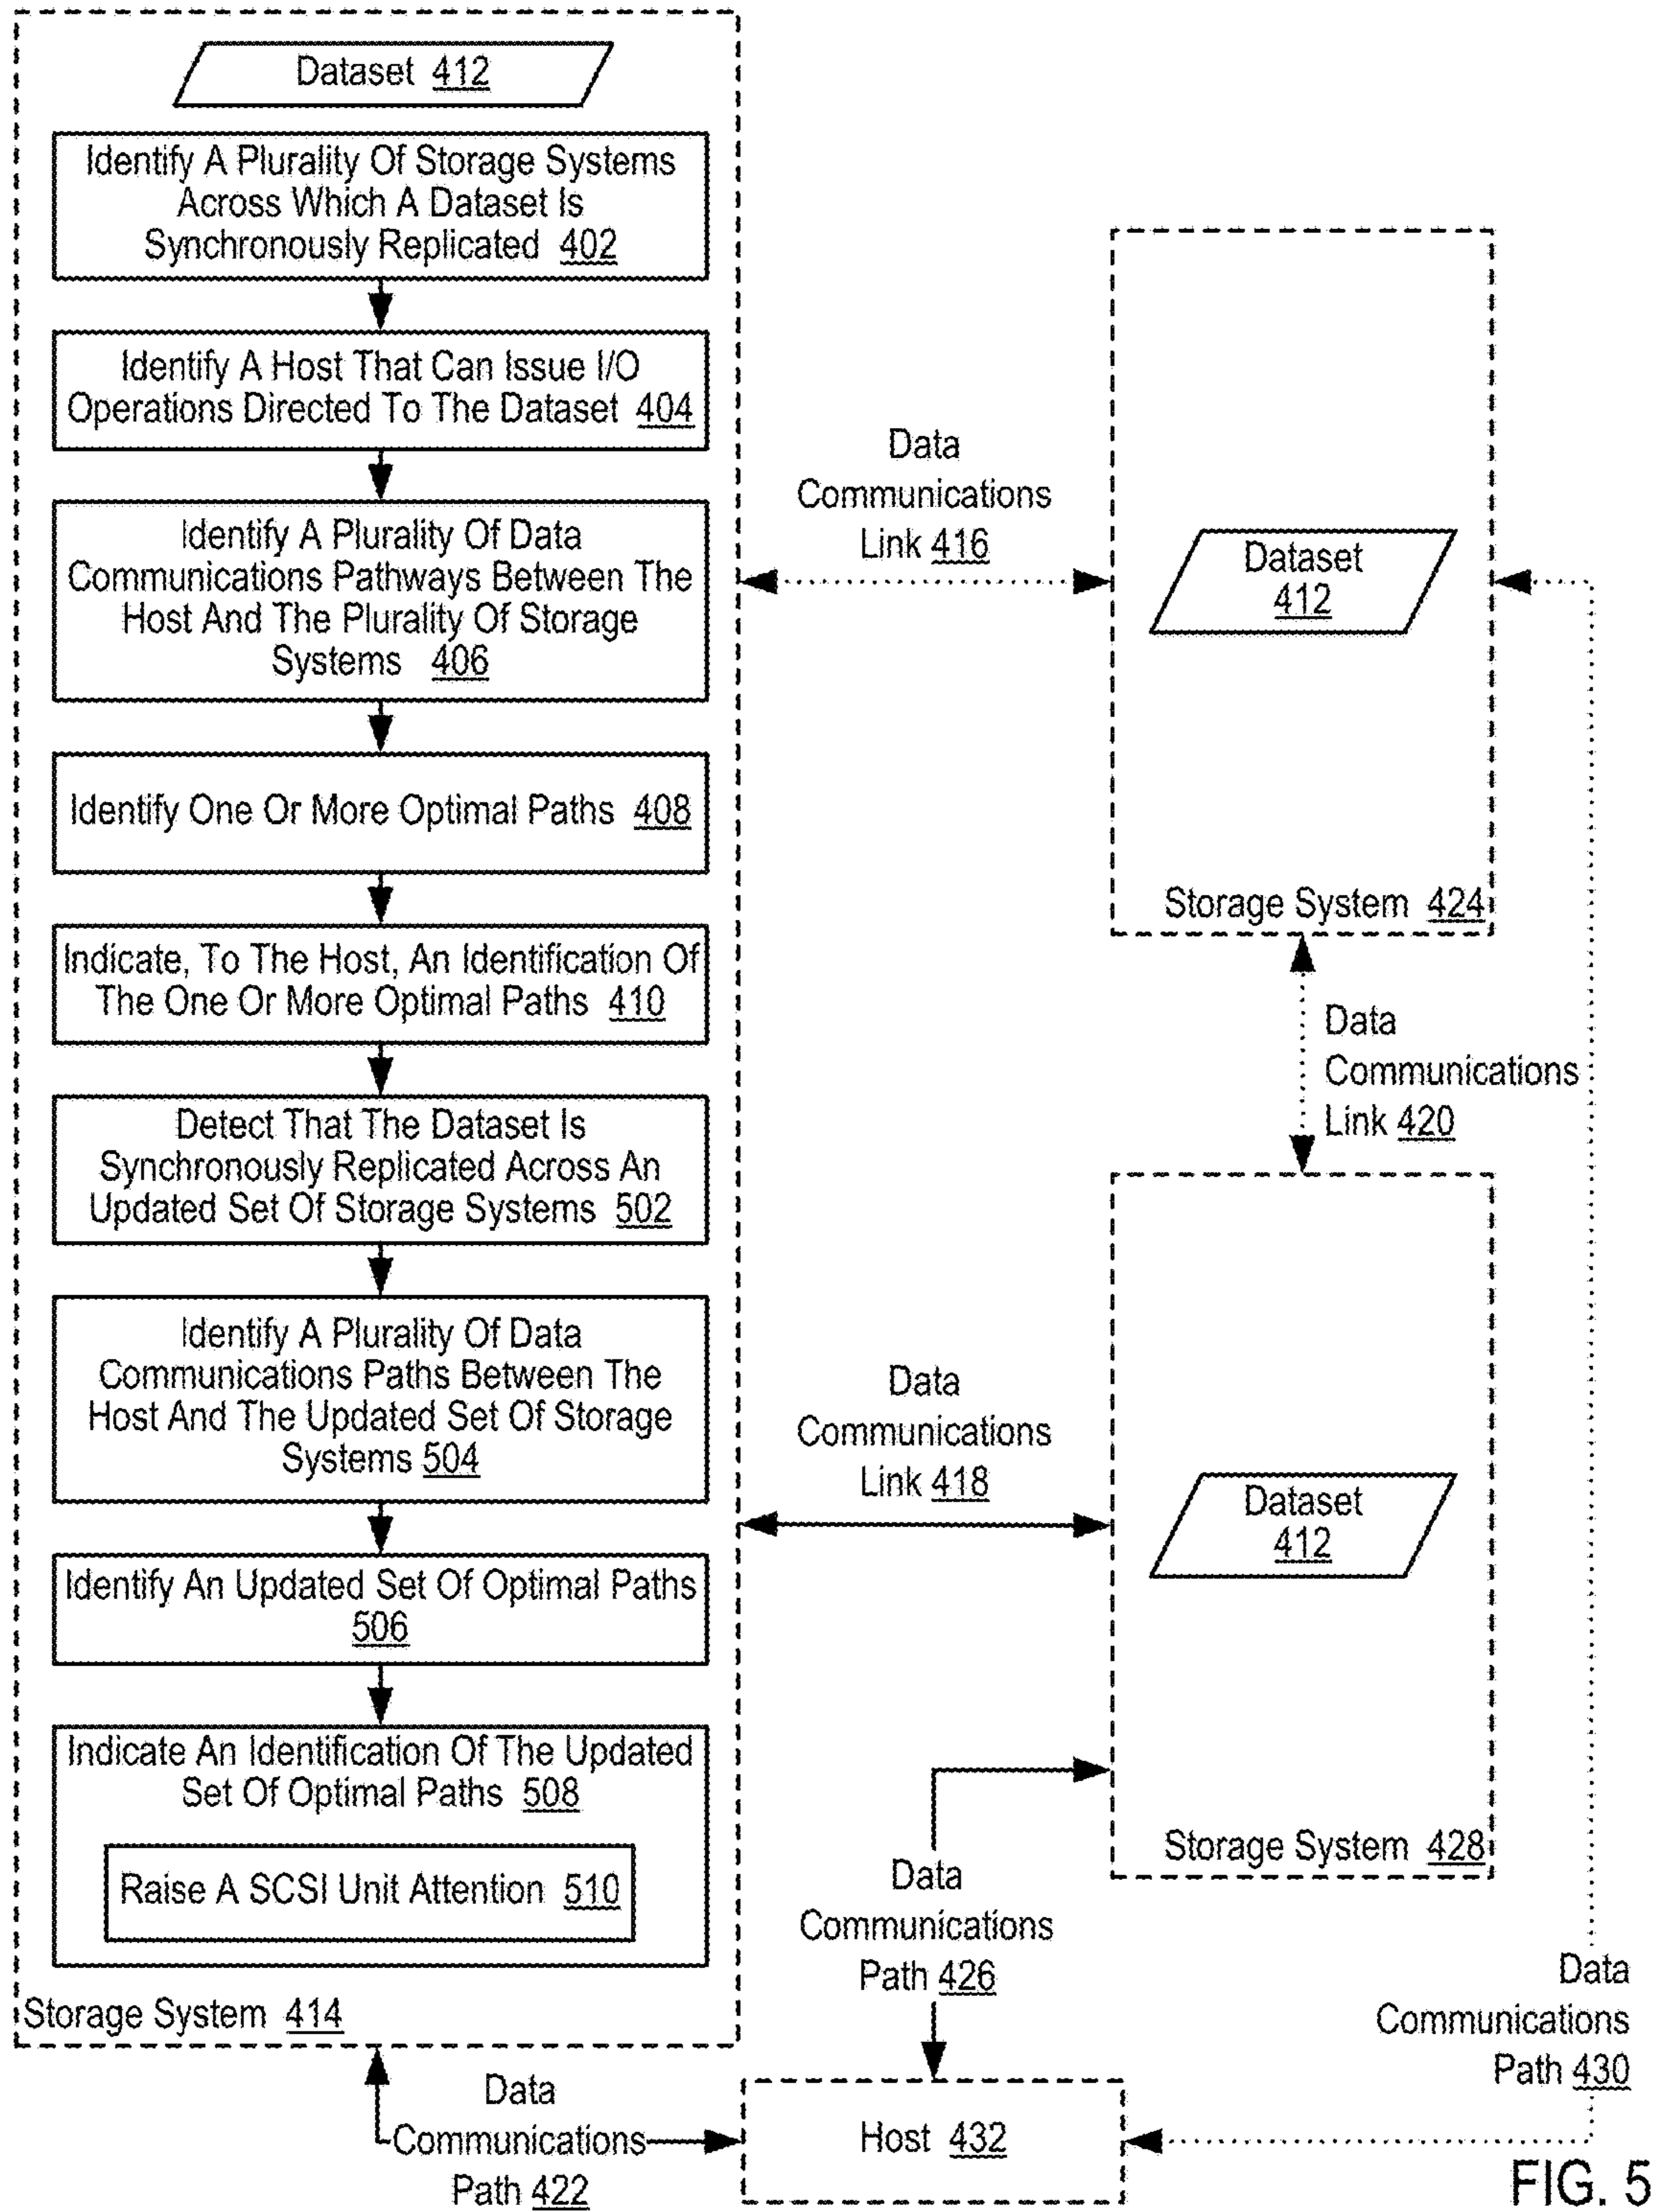 Dataset 412
Identify A Plurality Of Storage Systems
Across Which A Dataset Is
Synchronously Replicated 402
Identify A Host That Can Issue I/O
Operations Directed To The Dataset 404
Identify A Plurality Of Data
Communications Pathways Between The
Host And The Plurality Of Storage
Systems 406
Identify One Or More Optimal Paths 408
Indicate, To The Host, An Identification Of
The One Or More Optimal Paths 410
Detect That The Dataset Is
Synchronously Replicated Across An
Updated Set Of Storage Systems 502
Identify A Plurality Of Data
Communications Paths Between The
Host And The Updated Set Of Storage
Systems 504
Identify An Updated Set Of Optimal Paths
506
Indicate An Identification Of The Updated
Set Of Optimal Paths 508
Raise A SCSI Unit Attention 510
Storage System 414
Data
Communications
Link 416
Dataset
412
Storage System 424
Data
Communications
Link 420
Data
Communications
Link 418
Dataset
412
Storage System 428
Data
Communications
Path 426
Data
Communications
Path 430
Data
Communications
Path 422
Host 432
FIG. 5